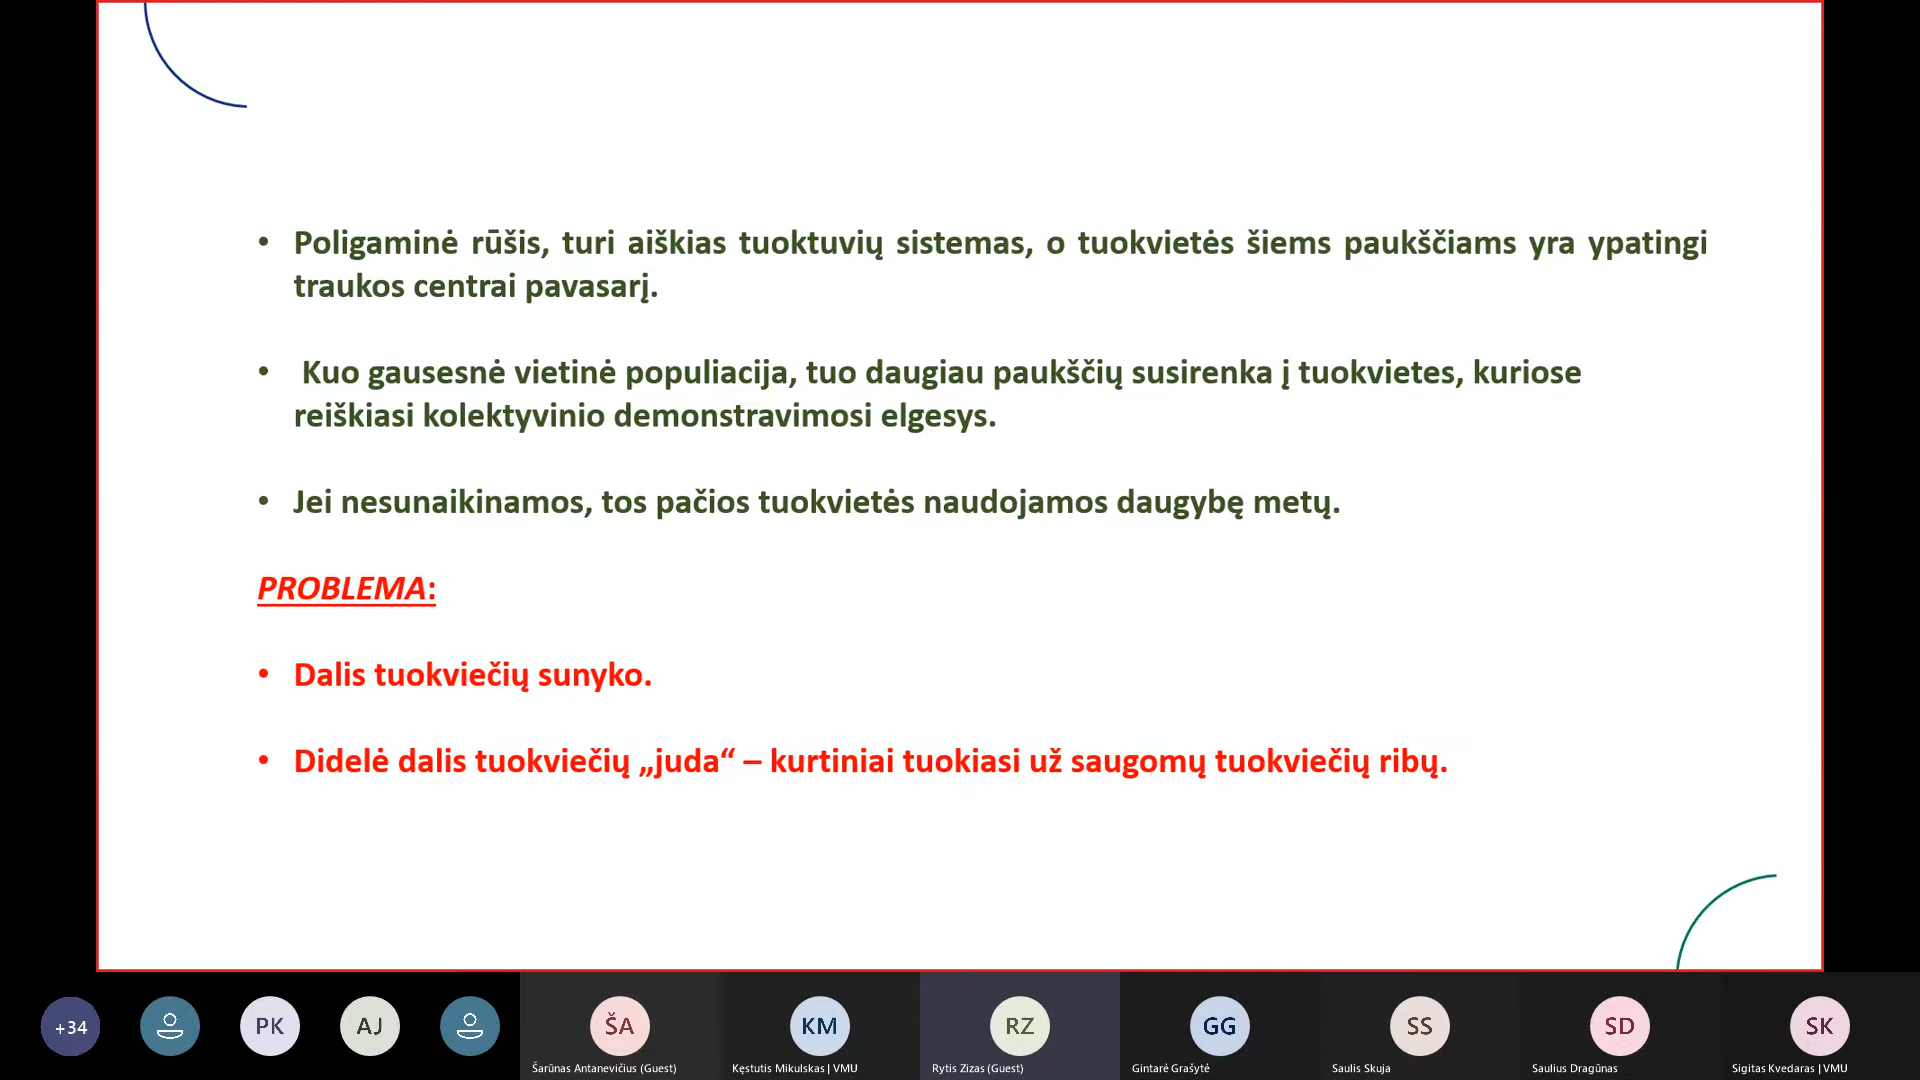 • Poligaminė rūšis, turi aiškias tuoktuvių sistemas, o tuokvietės šiems paukščiams yra ypatingi
traukos centrai pavasarį.
• Kuo gausesnė vietinė populiacija, tuo daugiau paukščių susirenka į tuokvietes, kuriose
reiškiasi kolektyvinio demonstravimosi elgesys.
• Jei nesunaikinamos, tos pačios tuokvietės naudojamos daugybę metų.
PROBLEMA:
• Dalis tuokviečių sunyko.
• Didelė dalis tuokviečių „juda“ – kurtiniai tuokiasi už saugomų tuokviečių ribų.
+34
PK
AJ
ŠA
KM
RZ
GG
SS
SD
SK
Šarūnas Antanevičius (Guest)
Kęstutis Mikulskas | VMU
Rytis Zizas (Guest)
Gintarė Grašytė
Saulis Skuja
Saulius Dragūnas
Sigitas Kvedaras | VMU